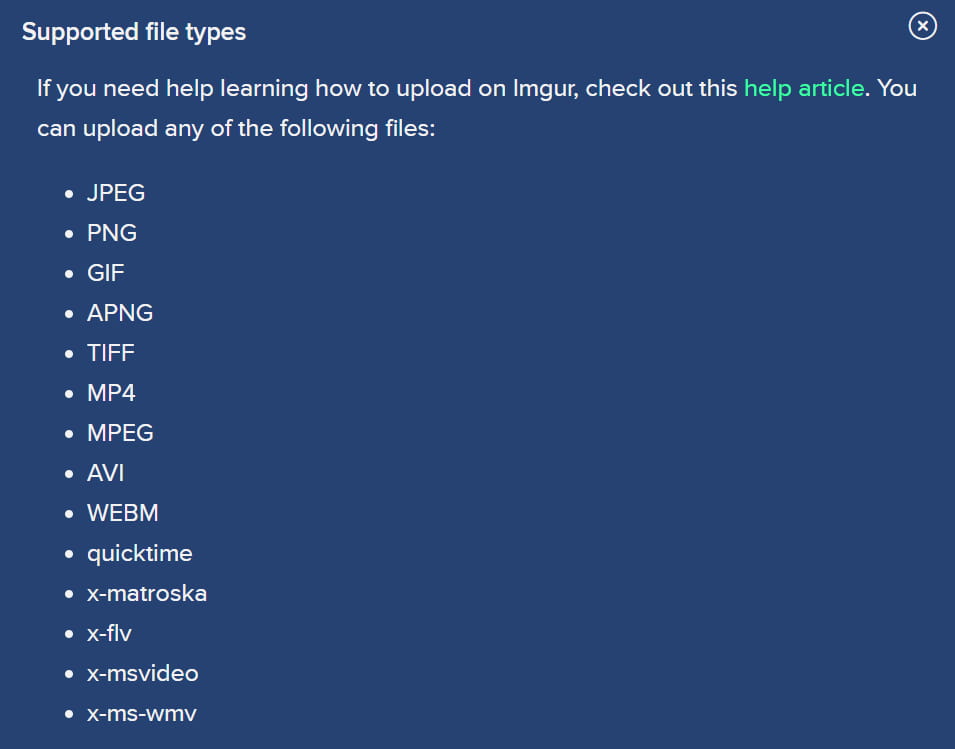 Supported file types
If you need help learning how to upload on Imgur, check out this help article. You
can upload any of the following files:
JPEG
PNG
GIF
APNG
TIFF
MP4
MPEG
AVI
WEBM
quicktime
x-matroska
x-flv
x-msvideo
x-ms-wmv